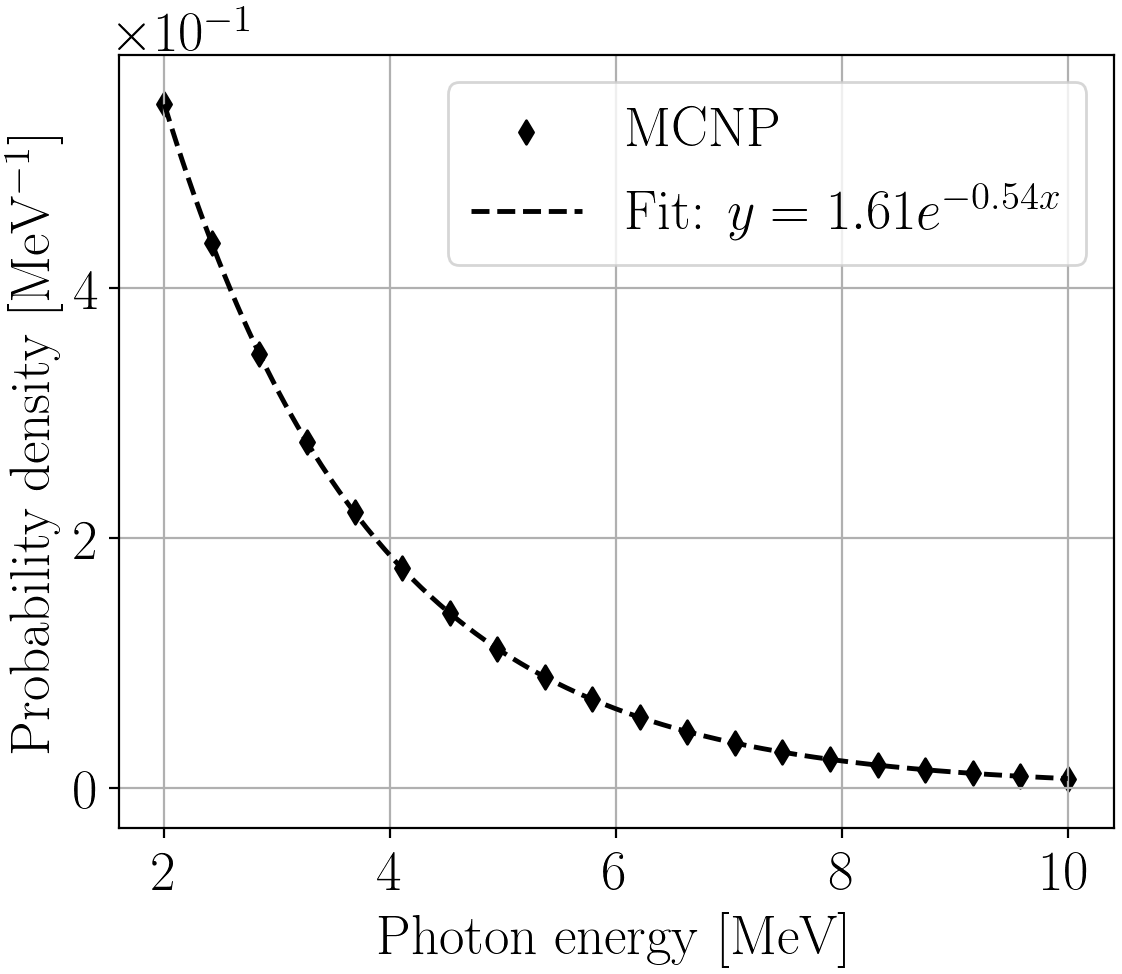 ×10⁻¹
Probability density [MeV⁻¹]
4
2
0
MCNP
Fit: y = 1.61e⁻⁰·⁵⁴ˣ
2 4 6 8 10
Photon energy [MeV]